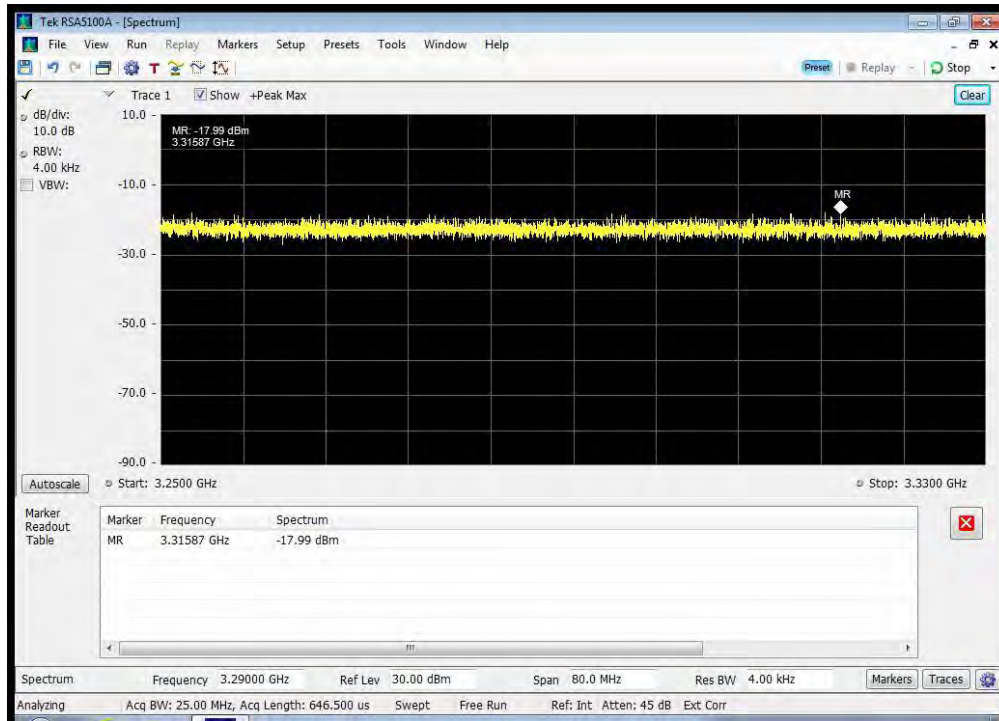 Tek RSA5100A - [Spectrum]
File View Run Replay Markers Setup Presets Tools Window Help
T Preset Replay Stop
Trace 1 Show +Peak Max Clear
dB/div:
10.0 dB
RBW:
4.00 kHz
VBW:
10.0
-10.0
-30.0
-50.0
-70.0
-90.0
MR: -17.99 dBm
3.31587 GHz
MR
Autoscale Start: 3.2500 GHz Stop: 3.3300 GHz
Marker
Readout
Table
Marker Frequency Spectrum
MR 3.31587 GHz -17.99 dBm
Spectrum Frequency 3.29000 GHz Ref Lev 30.00 dBm Span 80.0 MHz Res BW 4.00 kHz Markers Traces
Analyzing Acq BW: 25.00 MHz, Acq Length: 646.500 us Swept Free Run Ref: Int Atten: 45 dB Ext Corr